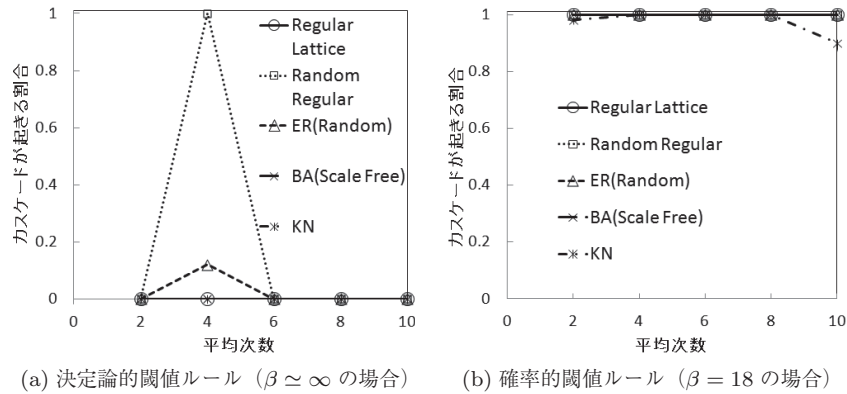 1
0.8
0.6
0.4
0.2
0
0
2
4
6
8
10
カスケードが起きる割合
平均次数
Regular
Lattice
Random
Regular
ER(Random)
BA(Scale Free)
KN
(a) 決定論的閾値ルール（β ≃ ∞ の場合）
1
0.8
0.6
0.4
0.2
0
0
2
4
6
8
10
カスケードが起きる割合
平均次数
Regular Lattice
Random Regular
ER(Random)
BA(Scale Free)
KN
(b) 確率的閾値ルール（β = 18 の場合）